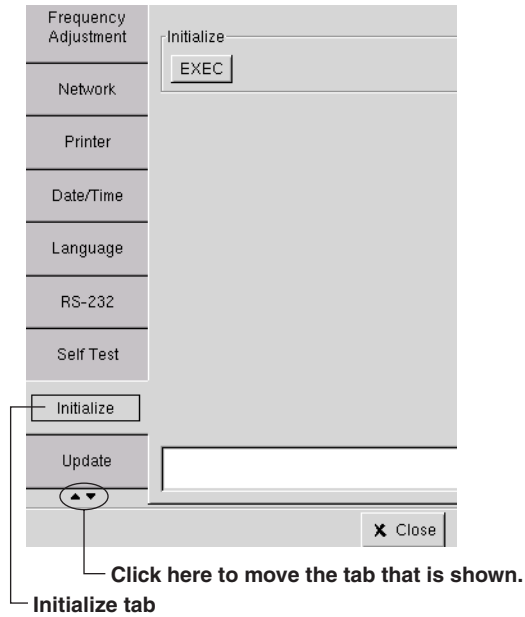 Frequency
Adjustment
Network
Printer
Date/Time
Language
RS-232
Self Test
Initialize
Update
Initialize
EXEC
X Close
Click here to move the tab that is shown.
Initialize tab